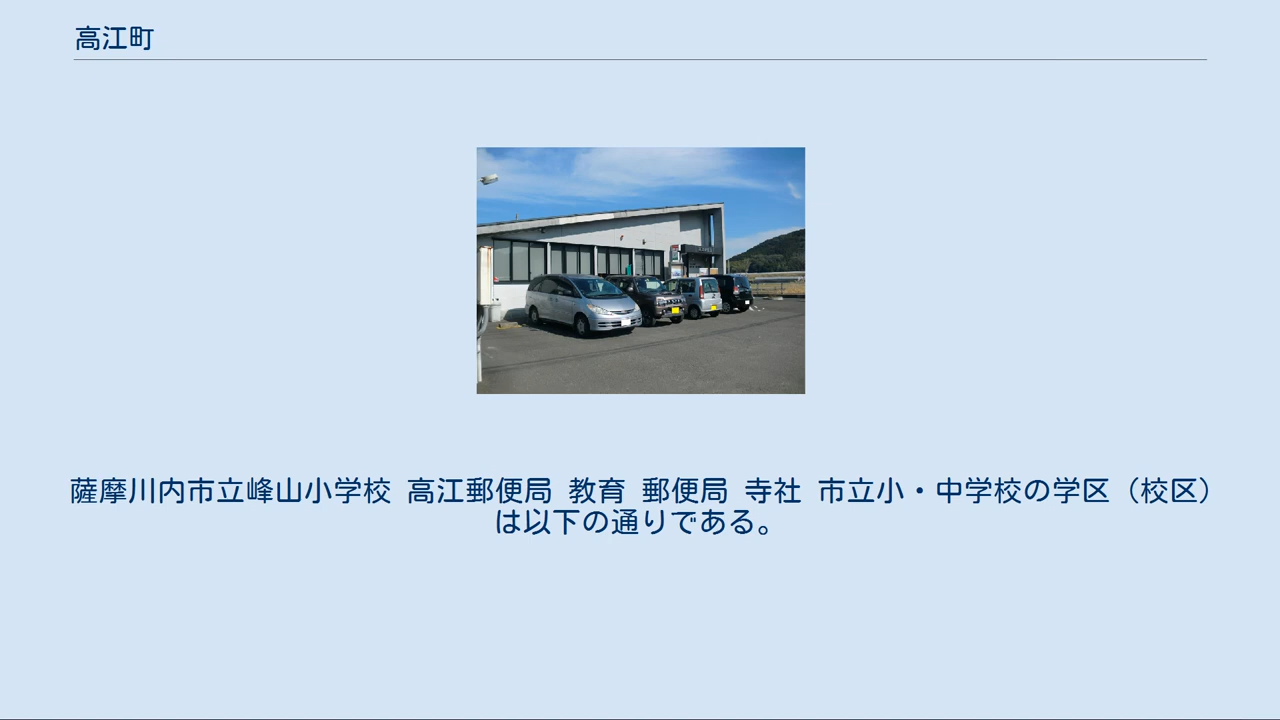 高江町
薩摩川内市立峰山小学校 高江郵便局 教育 郵便局 寺社 市立小・中学校の学区（校区）
は以下の通りである。